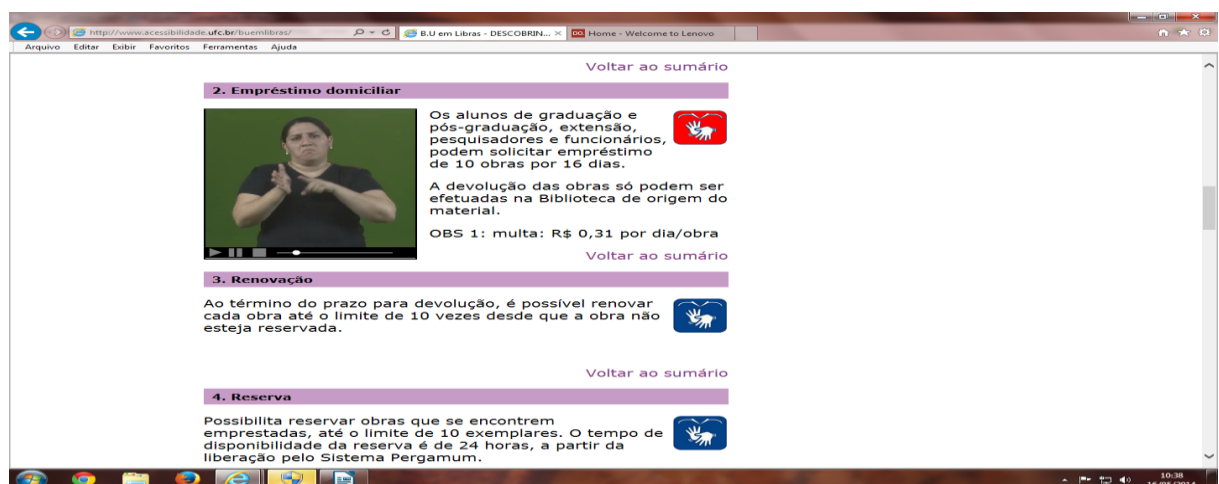 http://www.acessibilidade.ufc.br/buemlibras/
B.U em Libras - DESCOBRIN...
Home - Welcome to Lenovo
Arquivo Editar Exibir Favoritos Ferramentas Ajuda
Voltar ao sumário
2. Empréstimo domiciliar
Os alunos de graduação e
pós-graduação, extensão,
pesquisadores e funcionários,
podem solicitar empréstimo
de 10 obras por 16 dias.
A devolução das obras só podem ser
efetuadas na Biblioteca de origem do
material.
OBS 1: multa: R$ 0,31 por dia/obra
Voltar ao sumário
3. Renovação
Ao término do prazo para devolução, é possível renovar
cada obra até o limite de 10 vezes desde que a obra não
esteja reservada.
Voltar ao sumário
4. Reserva
Possibilita reservar obras que se encontrem
emprestadas, até o limite de 10 exemplares. O tempo de
disponibilidade da reserva é de 24 horas, a partir da
liberação pelo Sistema Pergamum.
10:38